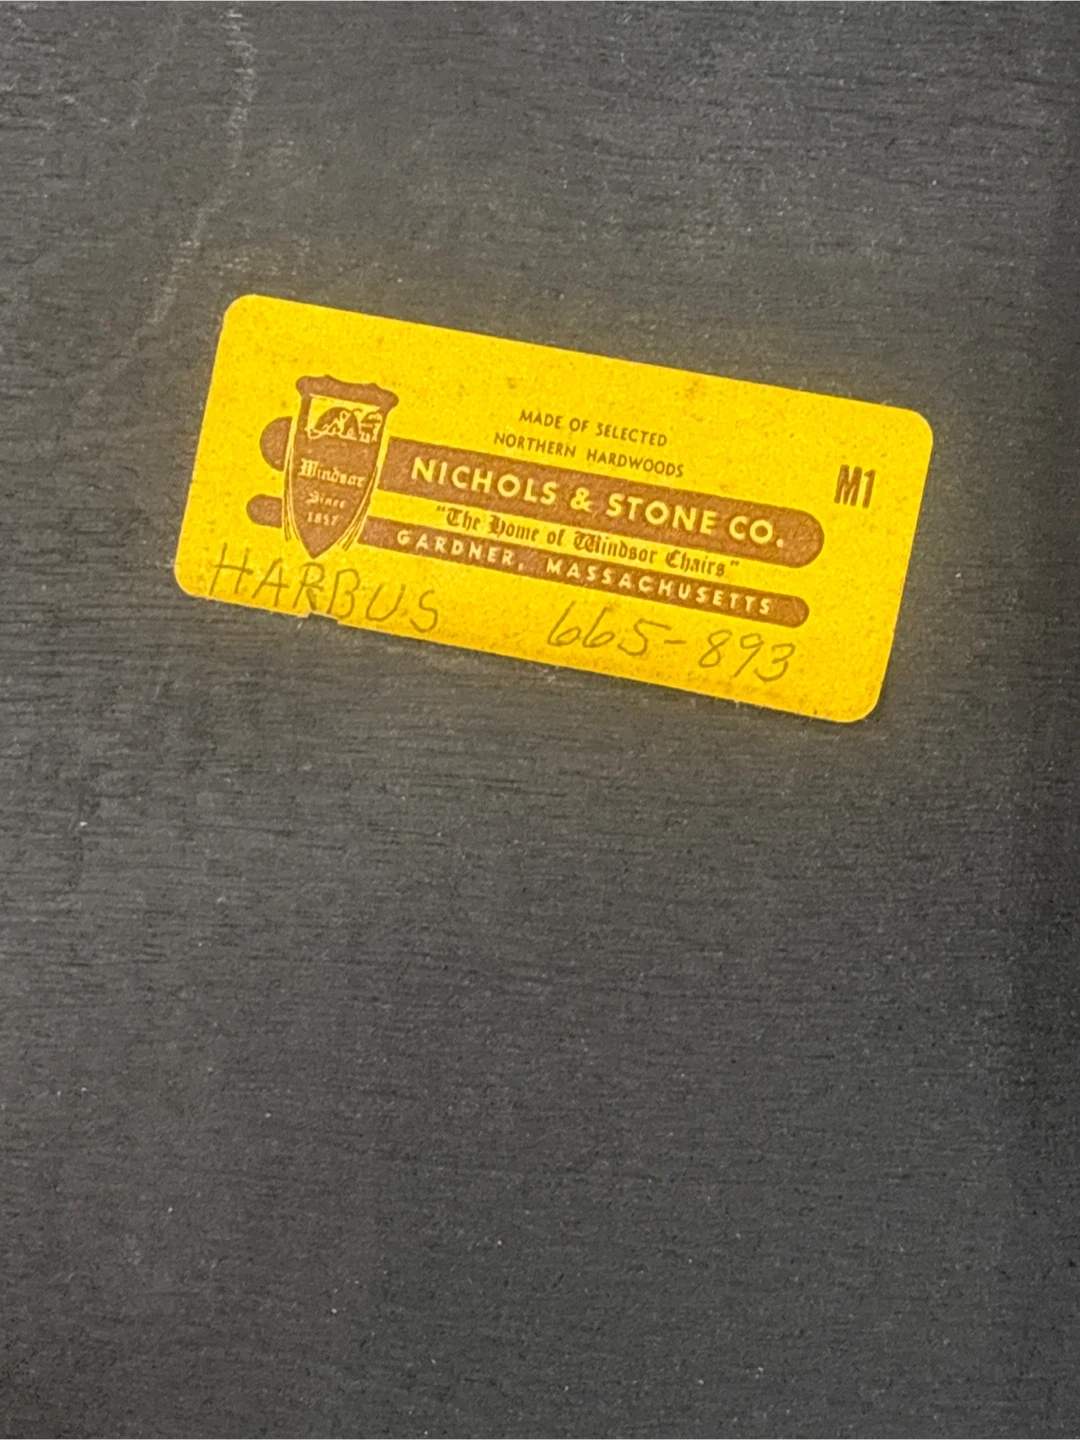 MADE OF SELECTED
NORTHERN HARDWOODS
M1
NICHOLS & STONE CO.
"The Home of Windsor Chairs"
GARDNER, MASSACHUSETTS
Windsor
Since
1857
HARBUS 665-893